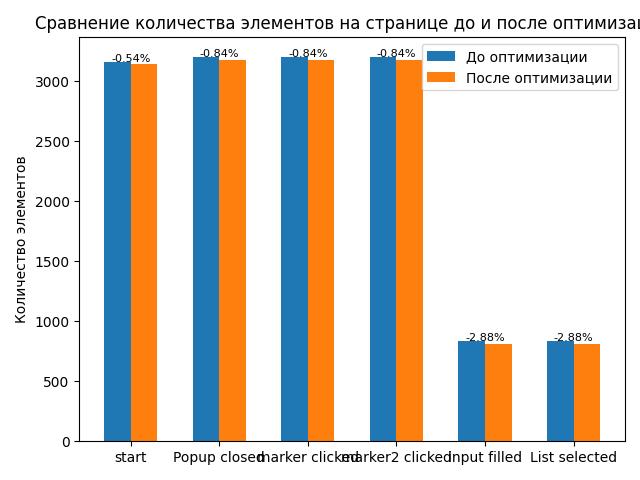 Сравнение количества элементов на странице до и после оптимизац
До оптимизации
После оптимизации
-0.54%
-0.84%
-0.84%
-0.84%
-2.88%
-2.88%
Количество элементов
3000
2500
2000
1500
1000
500
0
start
Popup closed
marker clicked
marker2 clicked
Input filled
List selected